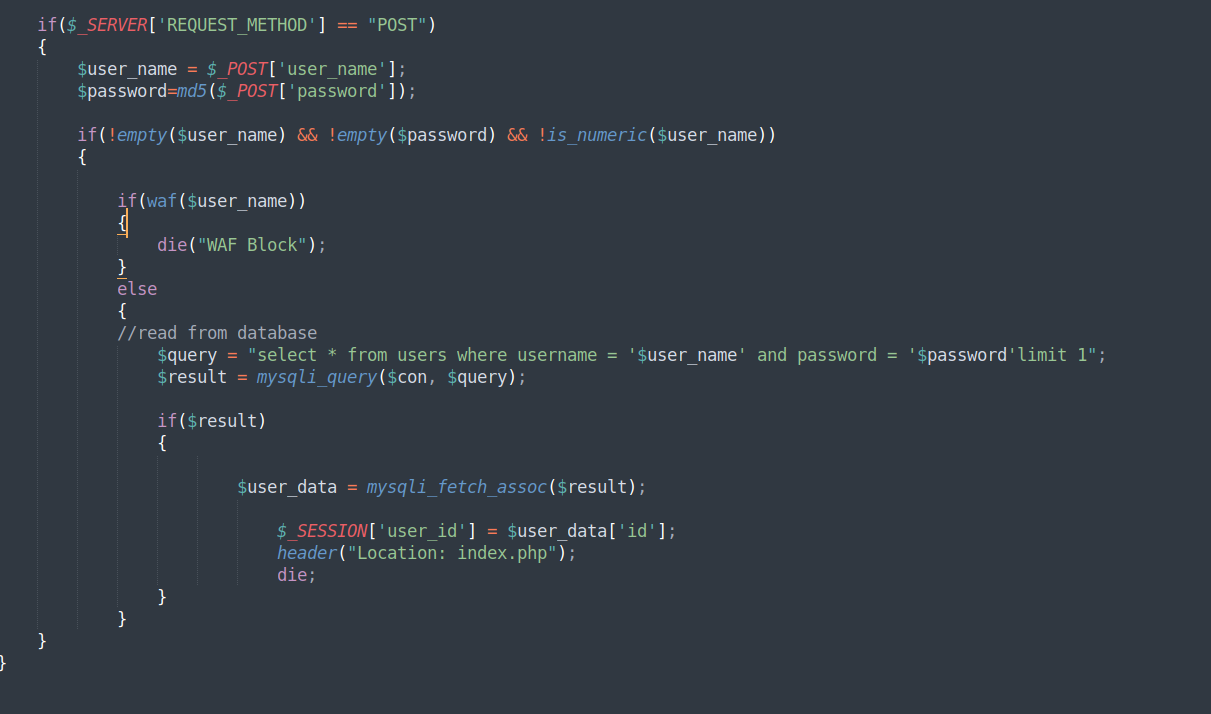 if($_SERVER['REQUEST_METHOD'] == "POST")
{
$user_name = $_POST['user_name'];
$password=md5($_POST['password']);
if(!empty($user_name) && !empty($password) && !is_numeric($user_name))
{
if(waf($user_name))
{
die("WAF Block");
}
else
{
//read from database
$query = "select * from users where username = '$user_name' and password = '$password'limit 1";
$result = mysqli_query($con, $query);
if($result)
{
$user_data = mysqli_fetch_assoc($result);
$_SESSION['user_id'] = $user_data['id'];
header("Location: index.php");
die;
}
}
}
}